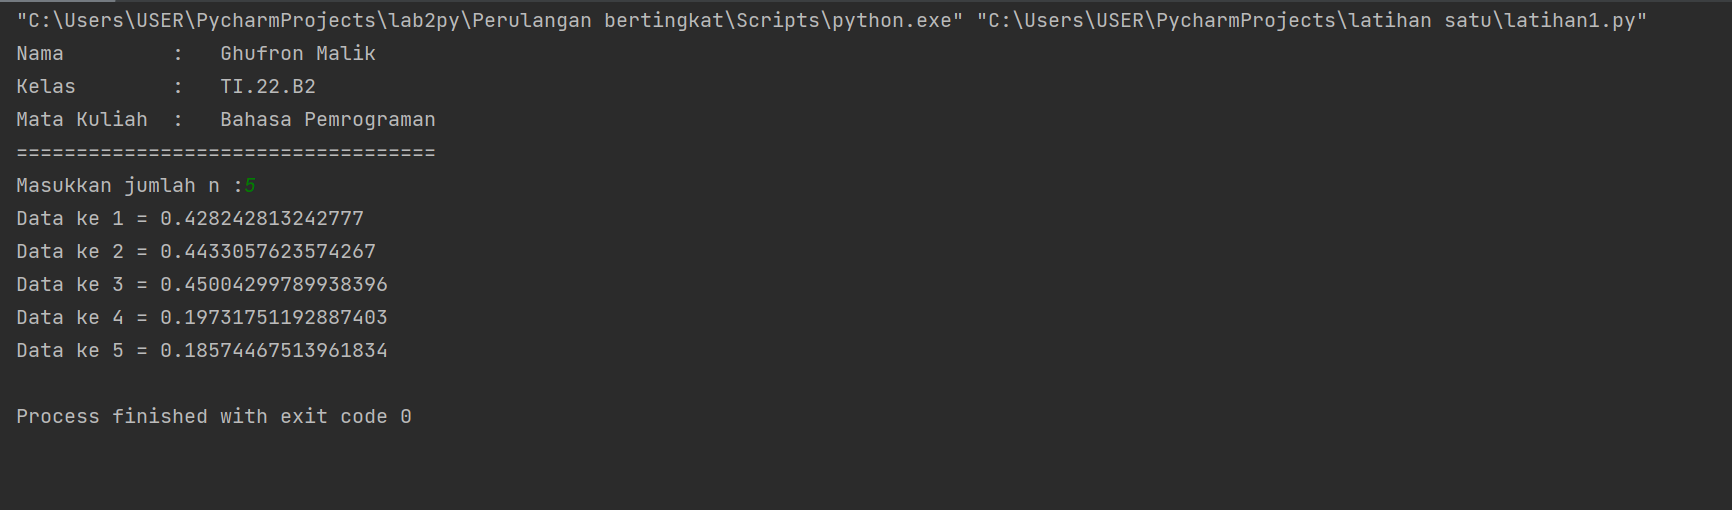 "C:\Users\USER\PycharmProjects\lab2py\Perulangan bertingkat\Scripts\python.exe" "C:\Users\USER\PycharmProjects\latihan satu\latihan1.py"
Nama         :   Ghufron Malik
Kelas        :   TI.22.B2
Mata Kuliah  :   Bahasa Pemrograman
===================================
Masukkan jumlah n :5
Data ke 1 = 0.428242813242777
Data ke 2 = 0.4433057623574267
Data ke 3 = 0.45004299789938396
Data ke 4 = 0.19731751192887403
Data ke 5 = 0.18574467513961834
Process finished with exit code 0